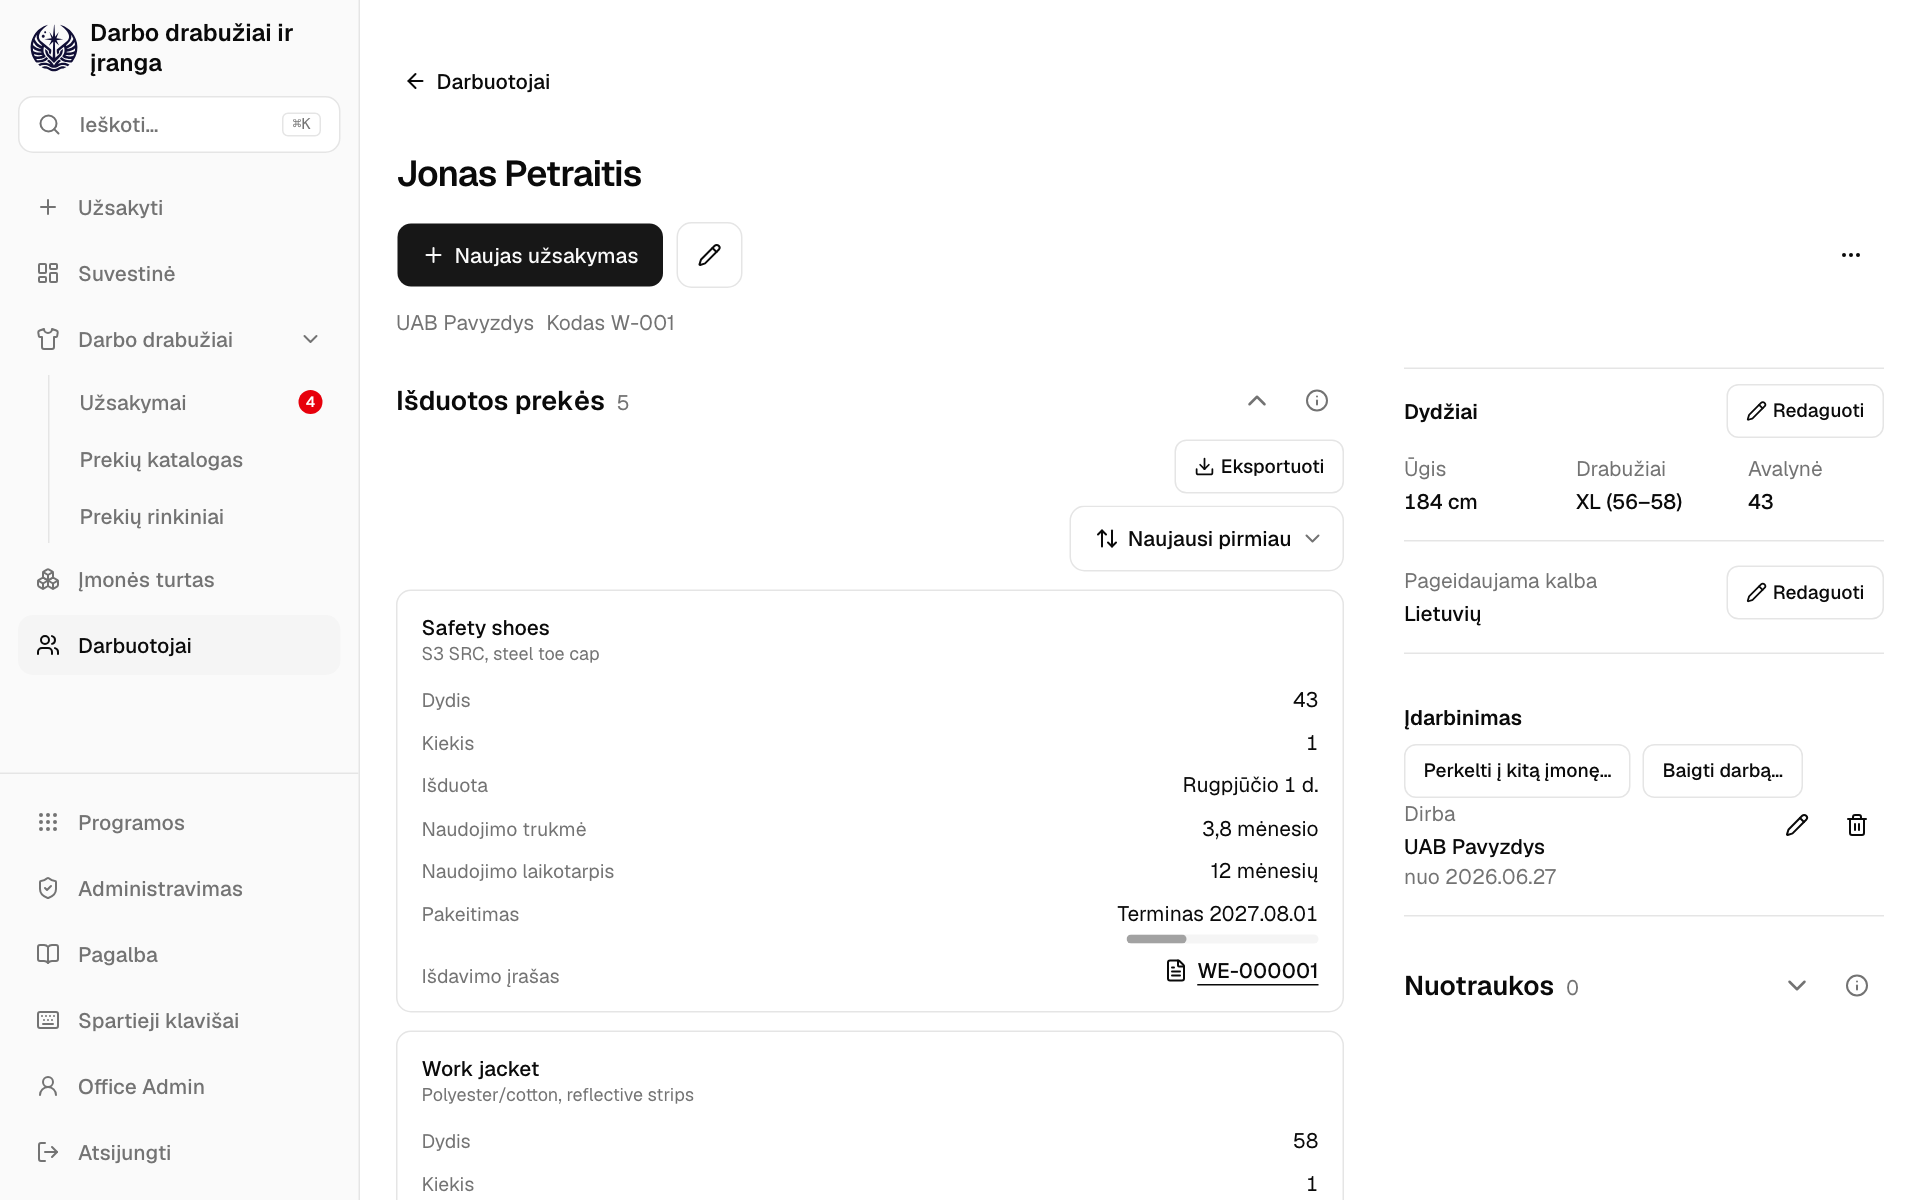 Darbo drabužiai ir
įranga
Ieškoti...
⌘K
Užsakyti
Suvestinė
Darbo drabužiai
Užsakymai
4
Prekių katalogas
Prekių rinkiniai
Įmonės turtas
Darbuotojai
Programos
Administravimas
Pagalba
Spartieji klavišai
Office Admin
Atsijungti
Darbuotojai
Jonas Petraitis
Naujas užsakymas
UAB Pavyzdys Kodas W-001
Išduotos prekės 5
Eksportuoti
Naujausi pirmiau
Safety shoes
S3 SRC, steel toe cap
Dydis 43
Kiekis 1
Išduota Rugpjūčio 1 d.
Naudojimo trukmė 3,8 mėnesio
Naudojimo laikotarpis 12 mėnesių
Pakeitimas Terminas 2027.08.01
Išdavimo įrašas WE-000001
Work jacket
Polyester/cotton, reflective strips
Dydis 58
Kiekis 1
Dydžiai Redaguoti
Ūgis Drabužiai Avalynė
184 cm XL (56–58) 43
Pageidaujama kalba
Lietuvių
Redaguoti
Įdarbinimas
Perkelti į kitą įmonę... Baigti darbą...
Dirba
UAB Pavyzdys
nuo 2026.06.27
Nuotraukos 0